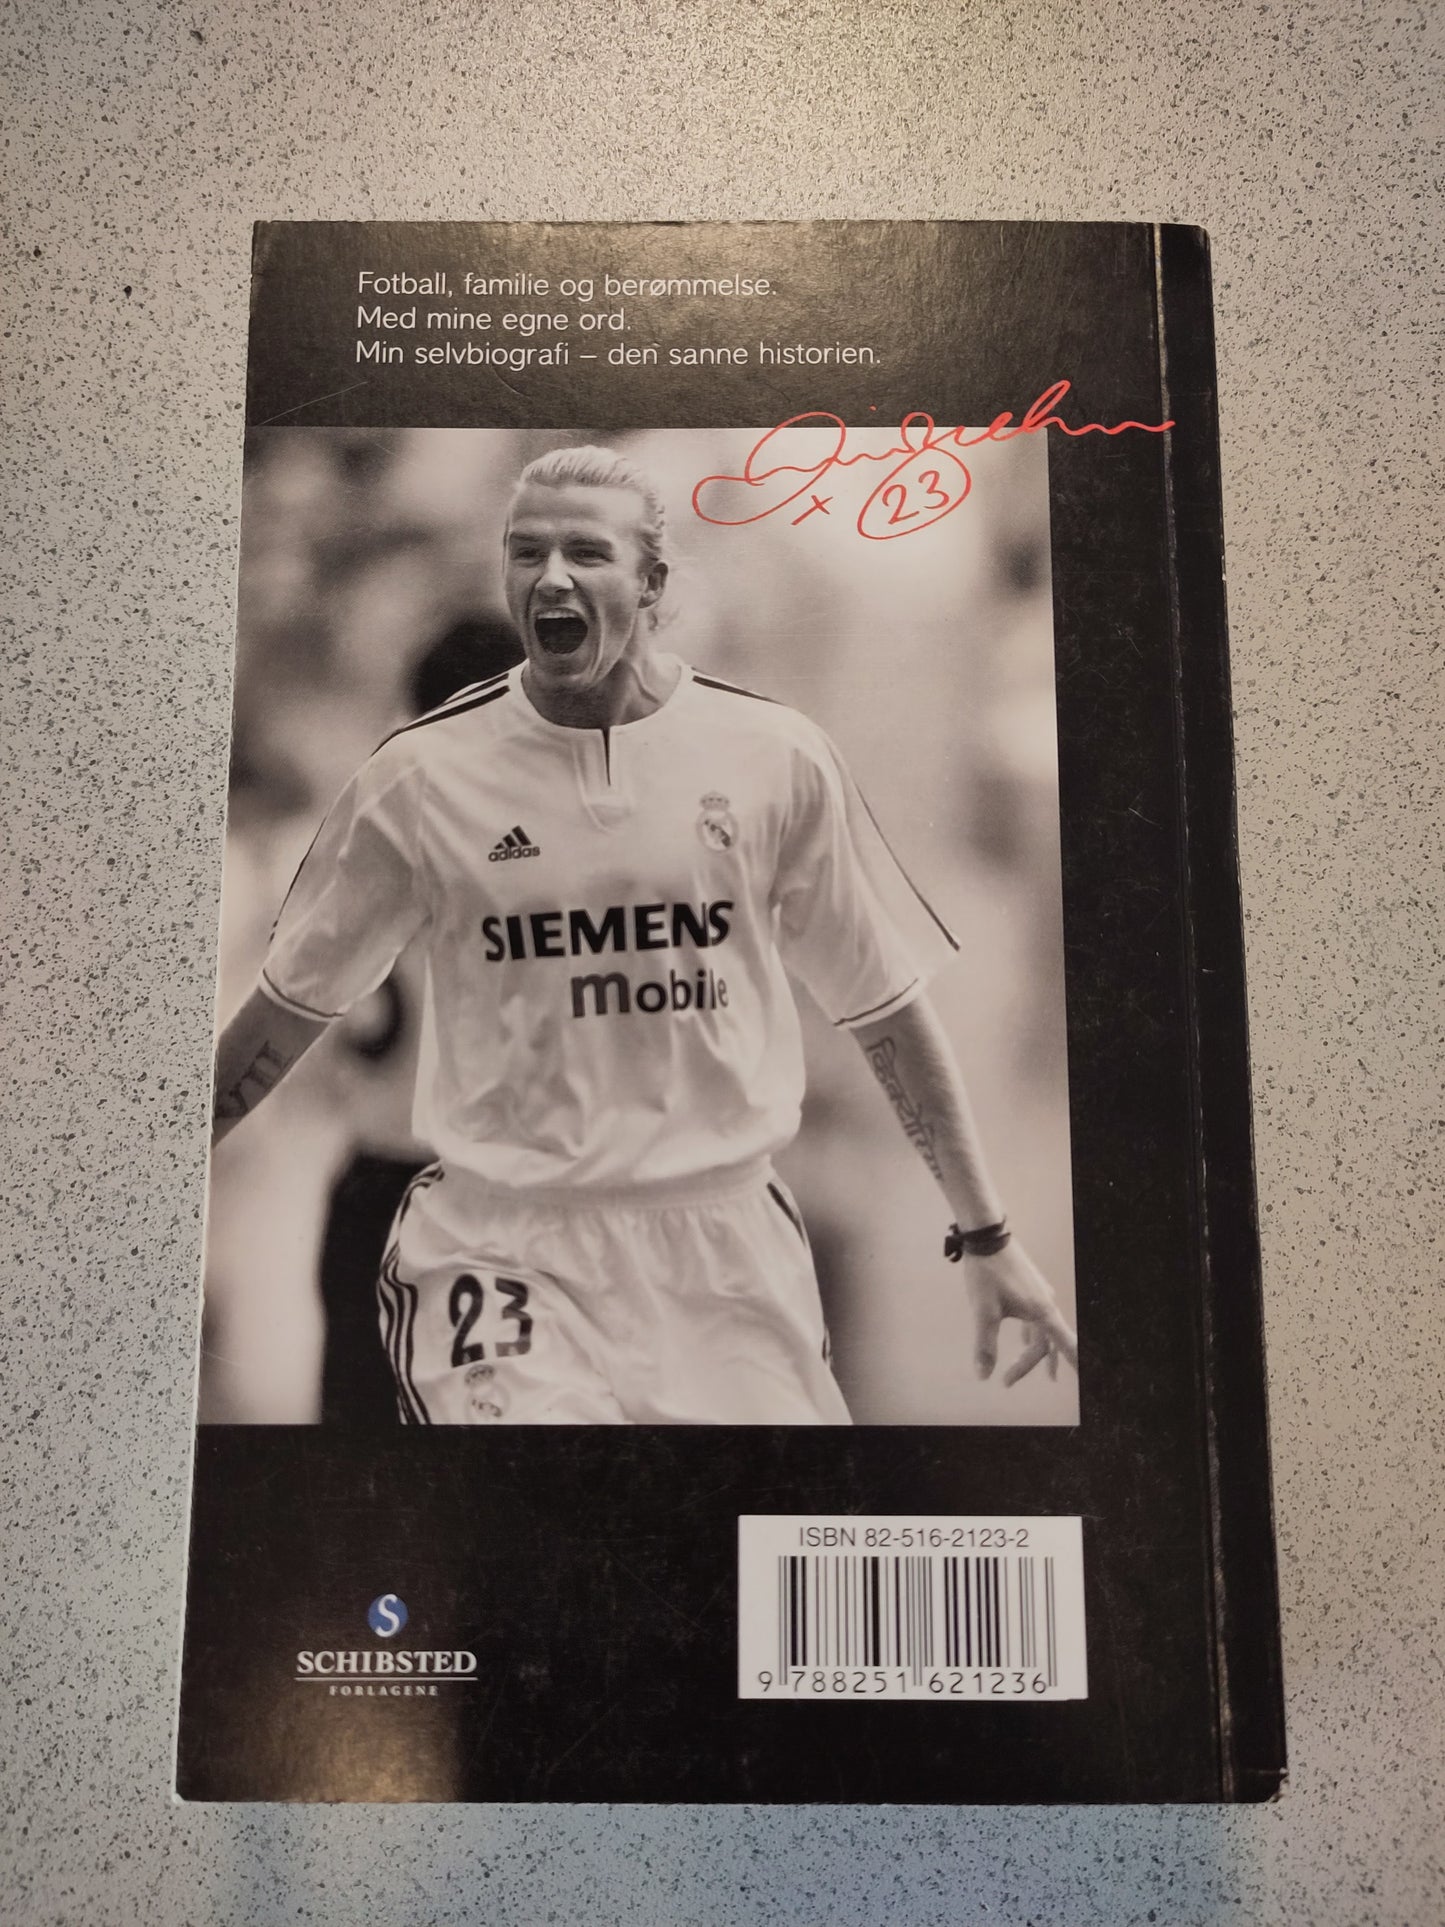 Fotball, familie og berømmelse.
Med mine egne ord.
Min selvbiografi – den sanne historien.
x 23
adidas
SIEMENS
mobile
VII
23
ISBN 82-516-2123-2
9 788251 621236
S
SCHIBSTED
FORLAGENE